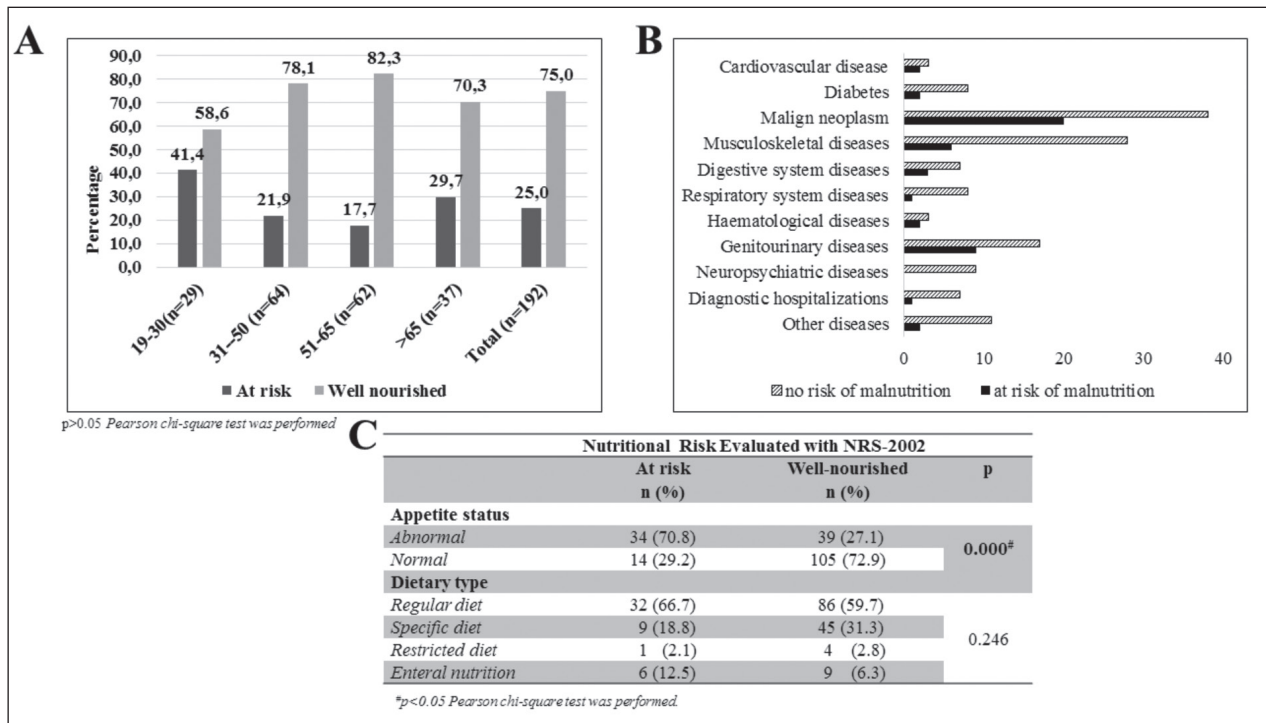 A
90,0
80,0
70,0
60,0
50,0
40,0
30,0
20,0
10,0
0,0
Percentage
41,4
58,6
21,9
78,1
17,7
82,3
29,7
70,3
25,0
75,0
19-30(n=29)
31–50 (n=64)
51-65 (n=62)
>65 (n=37)
Total (n=192)
At risk Well nourished
p>0.05 Pearson chi-square test was performed
B
Cardiovascular disease
Diabetes
Malign neoplasm
Musculoskeletal diseases
Digestive system diseases
Respiratory system diseases
Haematological diseases
Genitourinary diseases
Neuropsychiatric diseases
Diagnostic hospitalizations
Other diseases
0 10 20 30 40
no risk of malnutrition at risk of malnutrition
C
Nutritional Risk Evaluated with NRS-2002
At risk Well-nourished p
n (%) n (%)
Appetite status
Abnormal 34 (70.8) 39 (27.1) 0.000#
Normal 14 (29.2) 105 (72.9)
Dietary type
Regular diet 32 (66.7) 86 (59.7)
Specific diet 9 (18.8) 45 (31.3) 0.246
Restricted diet 1 (2.1) 4 (2.8)
Enteral nutrition 6 (12.5) 9 (6.3)
#p<0.05 Pearson chi-square test was performed.